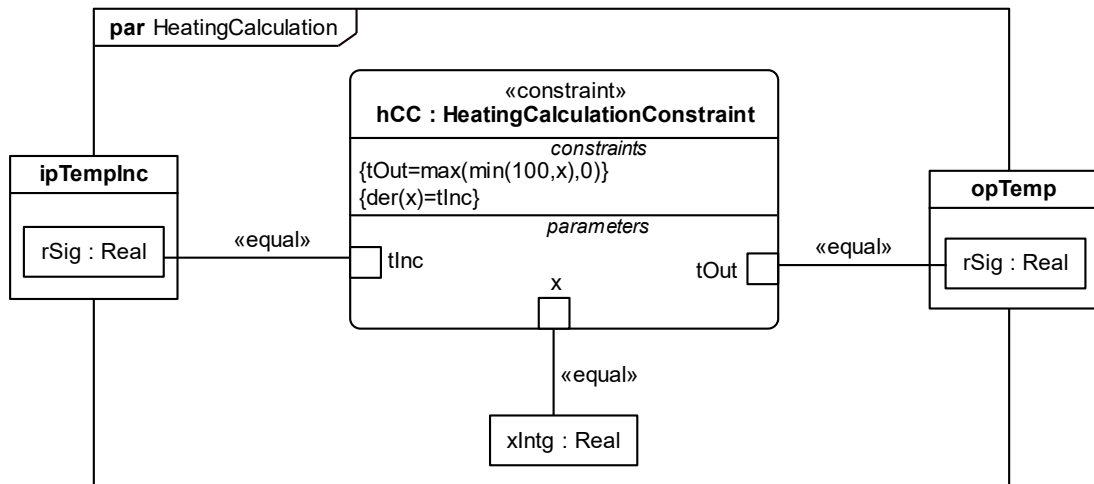 par HeatingCalculation
«constraint»
hCC : HeatingCalculationConstraint
constraints
{tOut=max(min(100,x),0)}
{der(x)=tInc}
parameters
ipTempInc
rSig : Real
«equal»
tInc
x
tOut
«equal»
opTemp
rSig : Real
«equal»
xIntg : Real